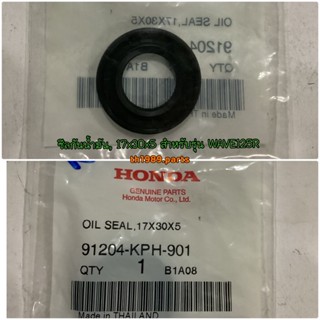 OIL SEAL,17X30X5
91204
QTY
B1A
Made in T
ซีลกันน้ำมัน, 17x30x5 สำหรับรุ่น WAVE125R
th1989.parts
HONDA
GENUINE PARTS
Honda Motor Co., Ltd.
OIL SEAL,17X30X5
91204-KPH-901
QTY 1 B1A08
Made in THAILAND